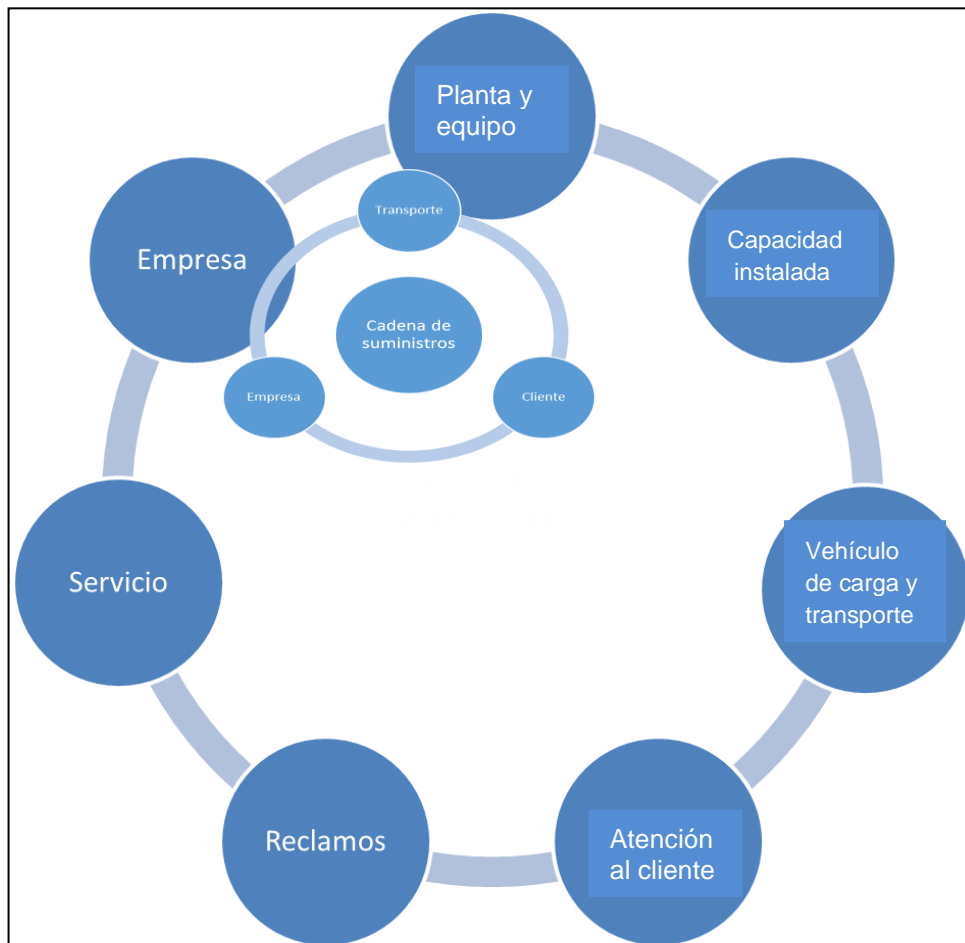 Planta y
equipo
Transporte
Empresa
Capacidad
instalada
Cadena de
suministros
Empresa
Cliente
Vehículo
de carga y
transporte
Servicio
Reclamos
Atención
al cliente